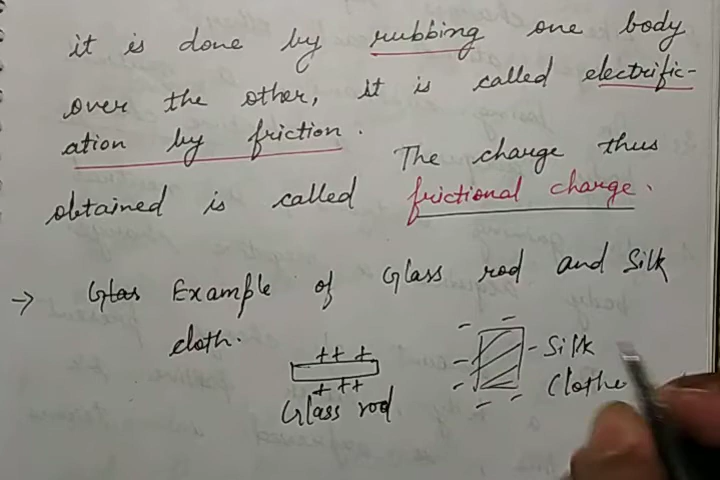 it is done by rubbing one body
over the other, it is called electrific-
ation by friction. The charge thus
obtained is called frictional charge.
→ Glas Example of Glass rod and Silk
cloth.
++ +
+ ++
Glass rod
Silk
Clothe